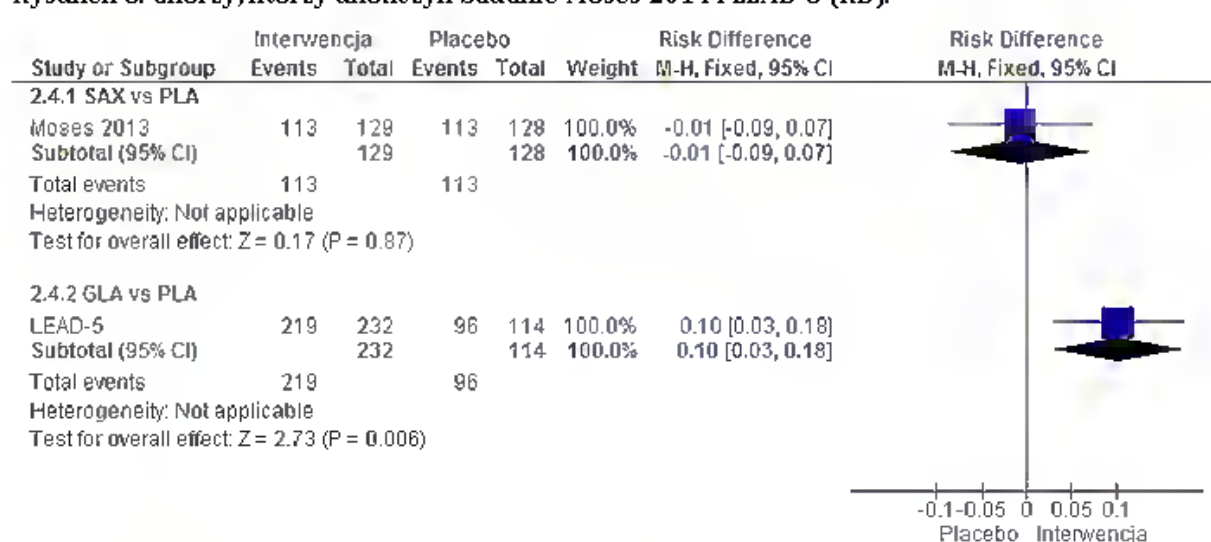 Interwencja Placebo Risk Difference Risk Difference
Study or Subgroup Events Total Events Total Weight M-H, Fixed, 95% CI M-H, Fixed, 95% CI
2.4.1 SAX vs PLA
Moses 2013 113 129 113 128 100.0% -0.01 [-0.09, 0.07]
Subtotal (95% CI) 129 128 100.0% -0.01 [-0.09, 0.07]
Total events 113 113
Heterogeneity: Not applicable
Test for overall effect: Z = 0.17 (P = 0.87)
2.4.2 GLA vs PLA
LEAD-5 219 232 96 114 100.0% 0.10 [0.03, 0.18]
Subtotal (95% CI) 232 114 100.0% 0.10 [0.03, 0.18]
Total events 219 96
Heterogeneity: Not applicable
Test for overall effect: Z = 2.73 (P = 0.006)
-0.1 -0.05 0 0.05 0.1
Placebo Interwencja